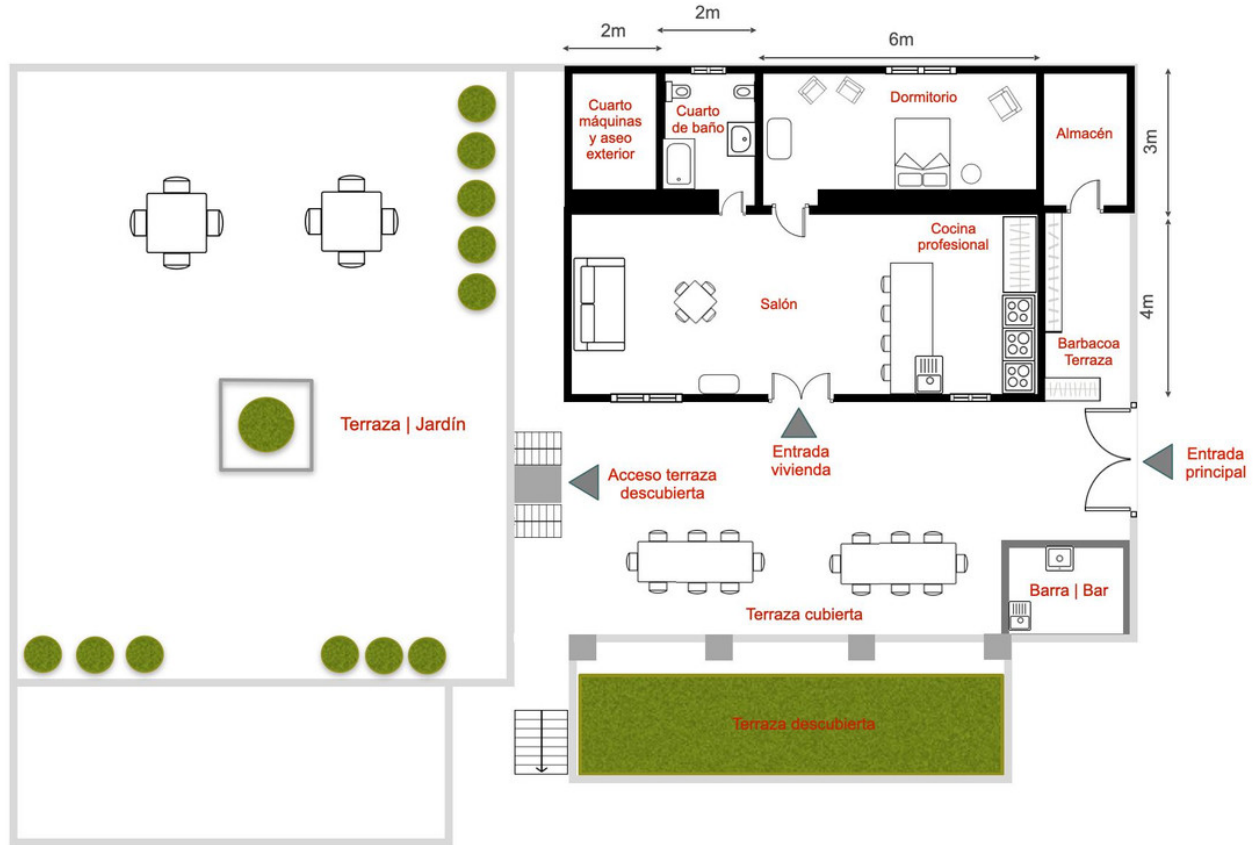 2m
2m
6m
Cuarto
máquinas
y aseo
exterior
Cuarto
de baño
Dormitorio
Almacén
3m
Cocina
profesional
Salón
4m
Barbacoa
Terraza
Terraza | Jardín
Entrada
vivienda
Entrada
principal
Acceso terraza
descubierta
Barra | Bar
Terraza cubierta
Terraza descubierta